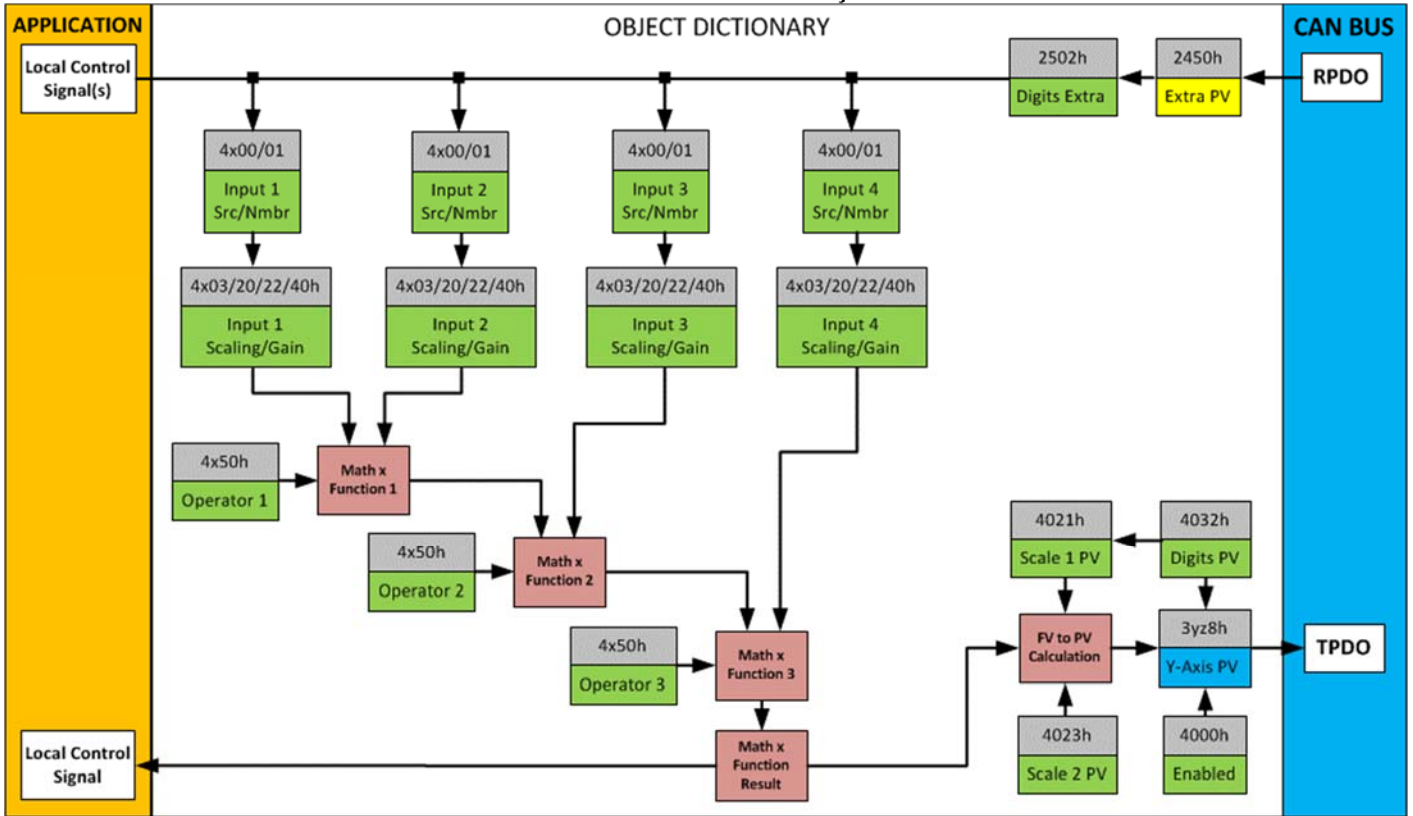 APPLICATION
OBJECT DICTIONARY
CAN BUS
Local Control
Signal(s)
2502h
Digits Extra
2450h
Extra PV
RPDO
4x00/01
Input 1
Src/Nmbr
4x00/01
Input 2
Src/Nmbr
4x00/01
Input 3
Src/Nmbr
4x00/01
Input 4
Src/Nmbr
4x03/20/22/40h
Input 1
Scaling/Gain
4x03/20/22/40h
Input 2
Scaling/Gain
4x03/20/22/40h
Input 3
Scaling/Gain
4x03/20/22/40h
Input 4
Scaling/Gain
4x50h
Operator 1
Math x
Function 1
4x50h
Operator 2
Math x
Function 2
4x50h
Operator 3
Math x
Function 3
4021h
Scale 1 PV
4032h
Digits PV
FV to PV
Calculation
3yz8h
Y-Axis PV
TPDO
4023h
Scale 2 PV
4000h
Enabled
Local Control
Signal
Math x
Function
Result